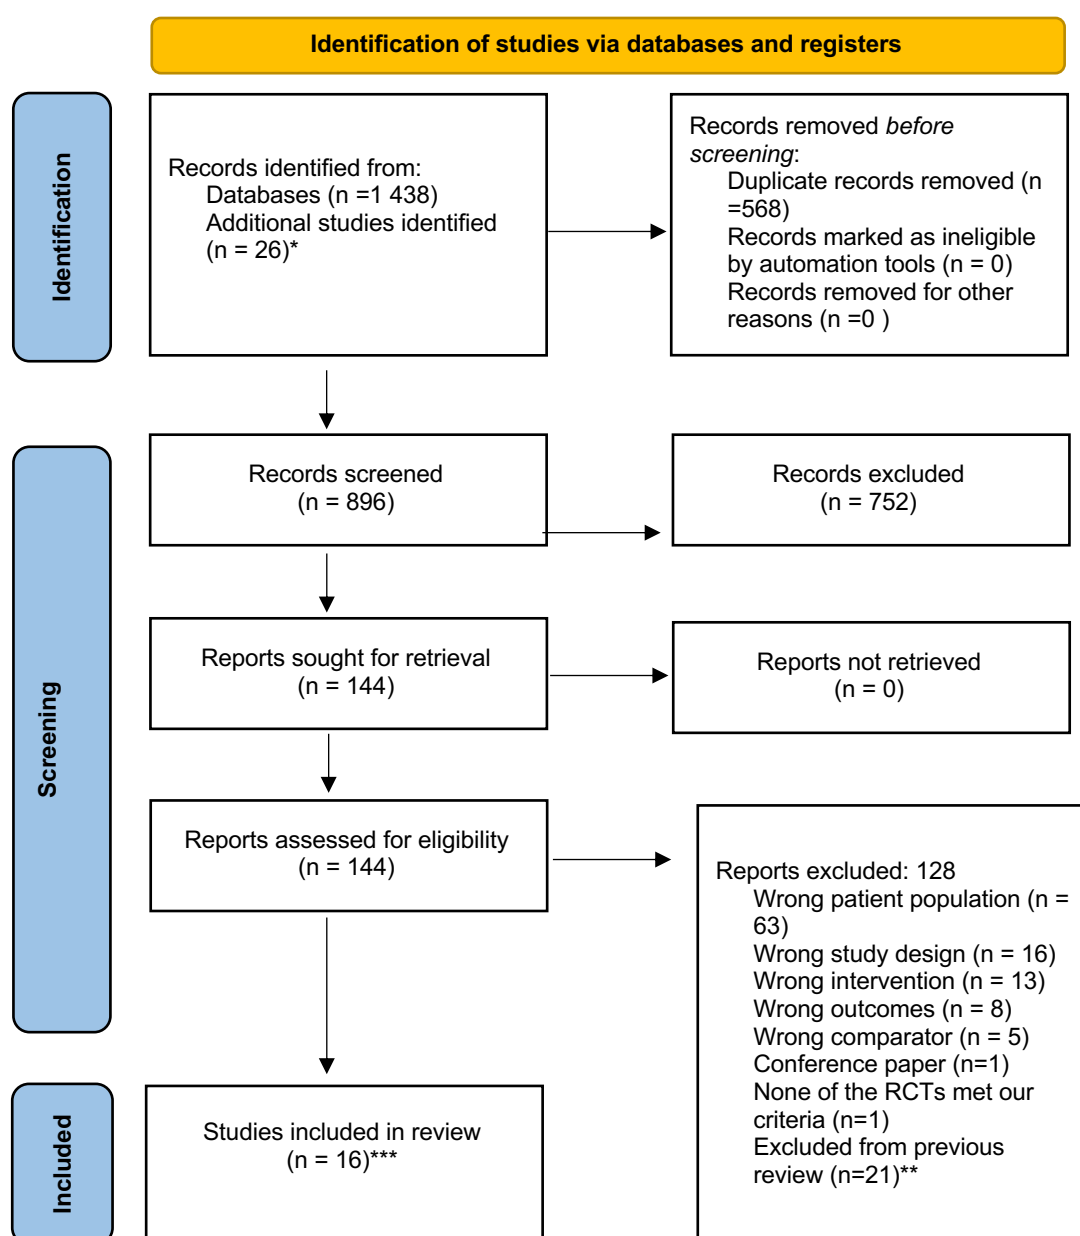 Identification of studies via databases and registers
Identification
Records identified from:
Databases (n =1 438)
Additional studies identified
(n = 26)*
Records removed before
screening:
Duplicate records removed (n
=568)
Records marked as ineligible
by automation tools (n = 0)
Records removed for other
reasons (n =0 )
Screening
Records screened
(n = 896)
Records excluded
(n = 752)
Reports sought for retrieval
(n = 144)
Reports not retrieved
(n = 0)
Reports assessed for eligibility
(n = 144)
Reports excluded: 128
Wrong patient population (n =
63)
Wrong study design (n = 16)
Wrong intervention (n = 13)
Wrong outcomes (n = 8)
Wrong comparator (n = 5)
Conference paper (n=1)
None of the RCTs met our
criteria (n=1)
Excluded from previous
review (n=21)**
Included
Studies included in review
(n = 16)***